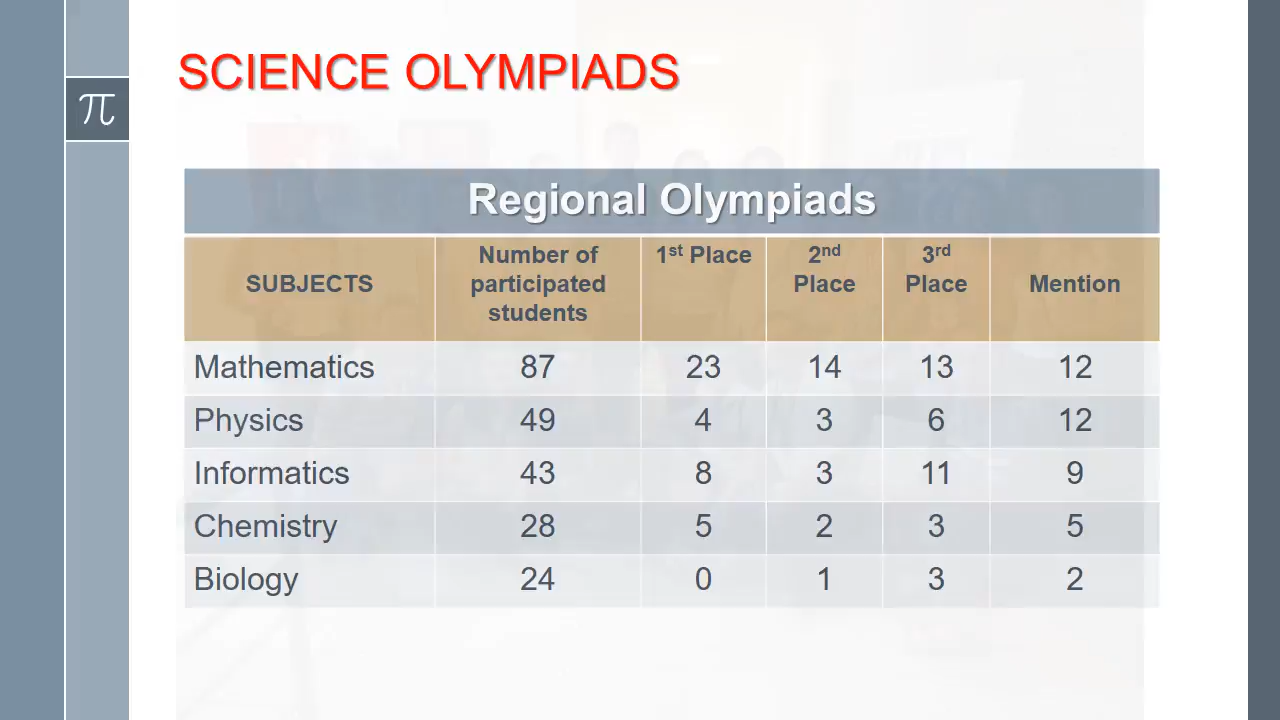 SCIENCE OLYMPIADS
π
Regional Olympiads
SUBJECTS Number of participated students 1st Place 2nd Place 3rd Place Mention
Mathematics 87 23 14 13 12
Physics 49 4 3 6 12
Informatics 43 8 3 11 9
Chemistry 28 5 2 3 5
Biology 24 0 1 3 2